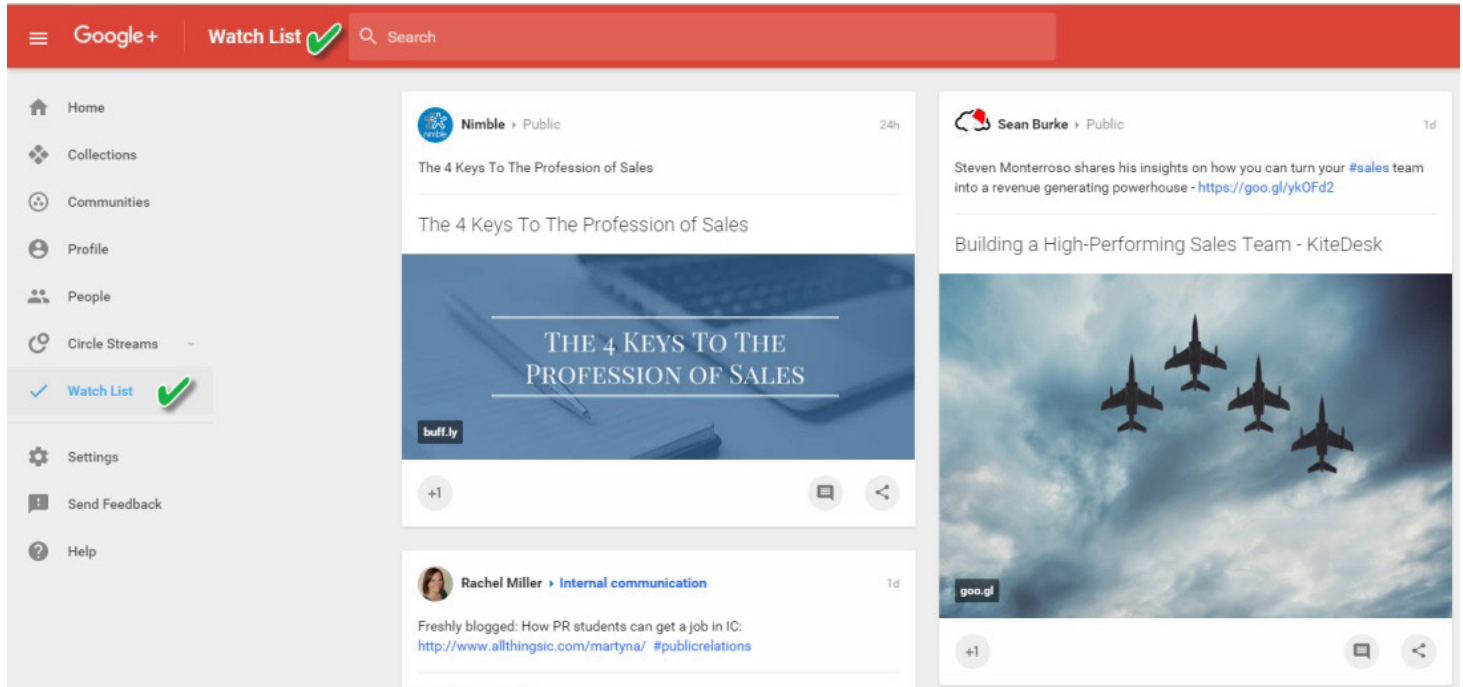 Google+
Watch List
Search
Home
Collections
Communities
Profile
People
Circle Streams
Watch List
Settings
Send Feedback
Help
nimble
Nimble › Public
24h
The 4 Keys To The Profession of Sales
The 4 Keys To The Profession of Sales
THE 4 KEYS TO THE
PROFESSION OF SALES
buff.ly
+1
Rachel Miller › Internal communication
1d
Freshly blogged: How PR students can get a job in IC:
http://www.allthingsic.com/martyna/ #publicrelations
Sean Burke › Public
1d
Steven Monterroso shares his insights on how you can turn your #sales team
into a revenue generating powerhouse - https://goo.gl/ykOFd2
Building a High-Performing Sales Team - KiteDesk
goo.gl
+1